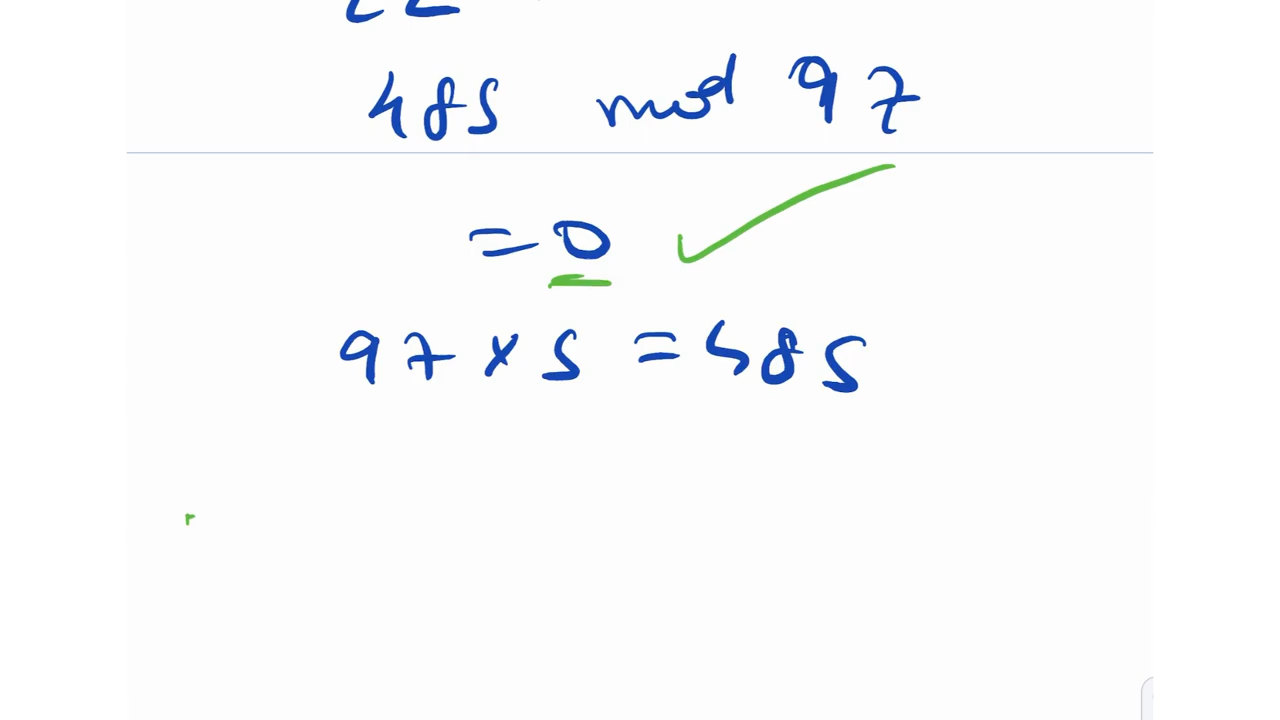 485 mod 97
= 0
97 × 5 = 485